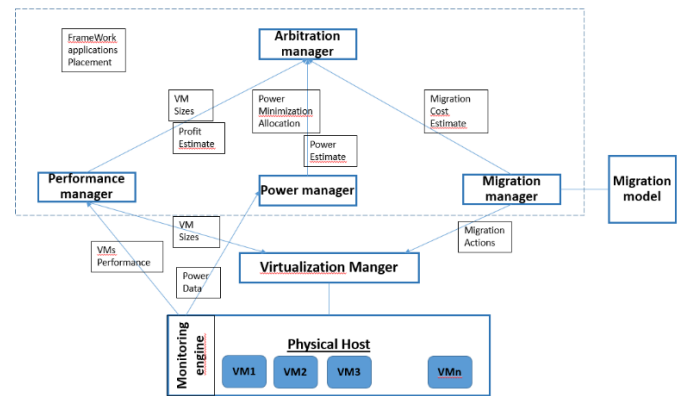 FrameWork
applications
Placement
Arbitration
manager
VM
Sizes
Profit
Estimate
Power
Minimization
Allocation
Power
Estimate
Migration
Cost
Estimate
Performance
manager
Power manager
Migration
manager
Migration
model
VM
Sizes
VMs
Performance
Power
Data
Migration
Actions
Virtualization Manger
Monitoring
engine
Physical Host
VM1
VM2
VM3
VMn